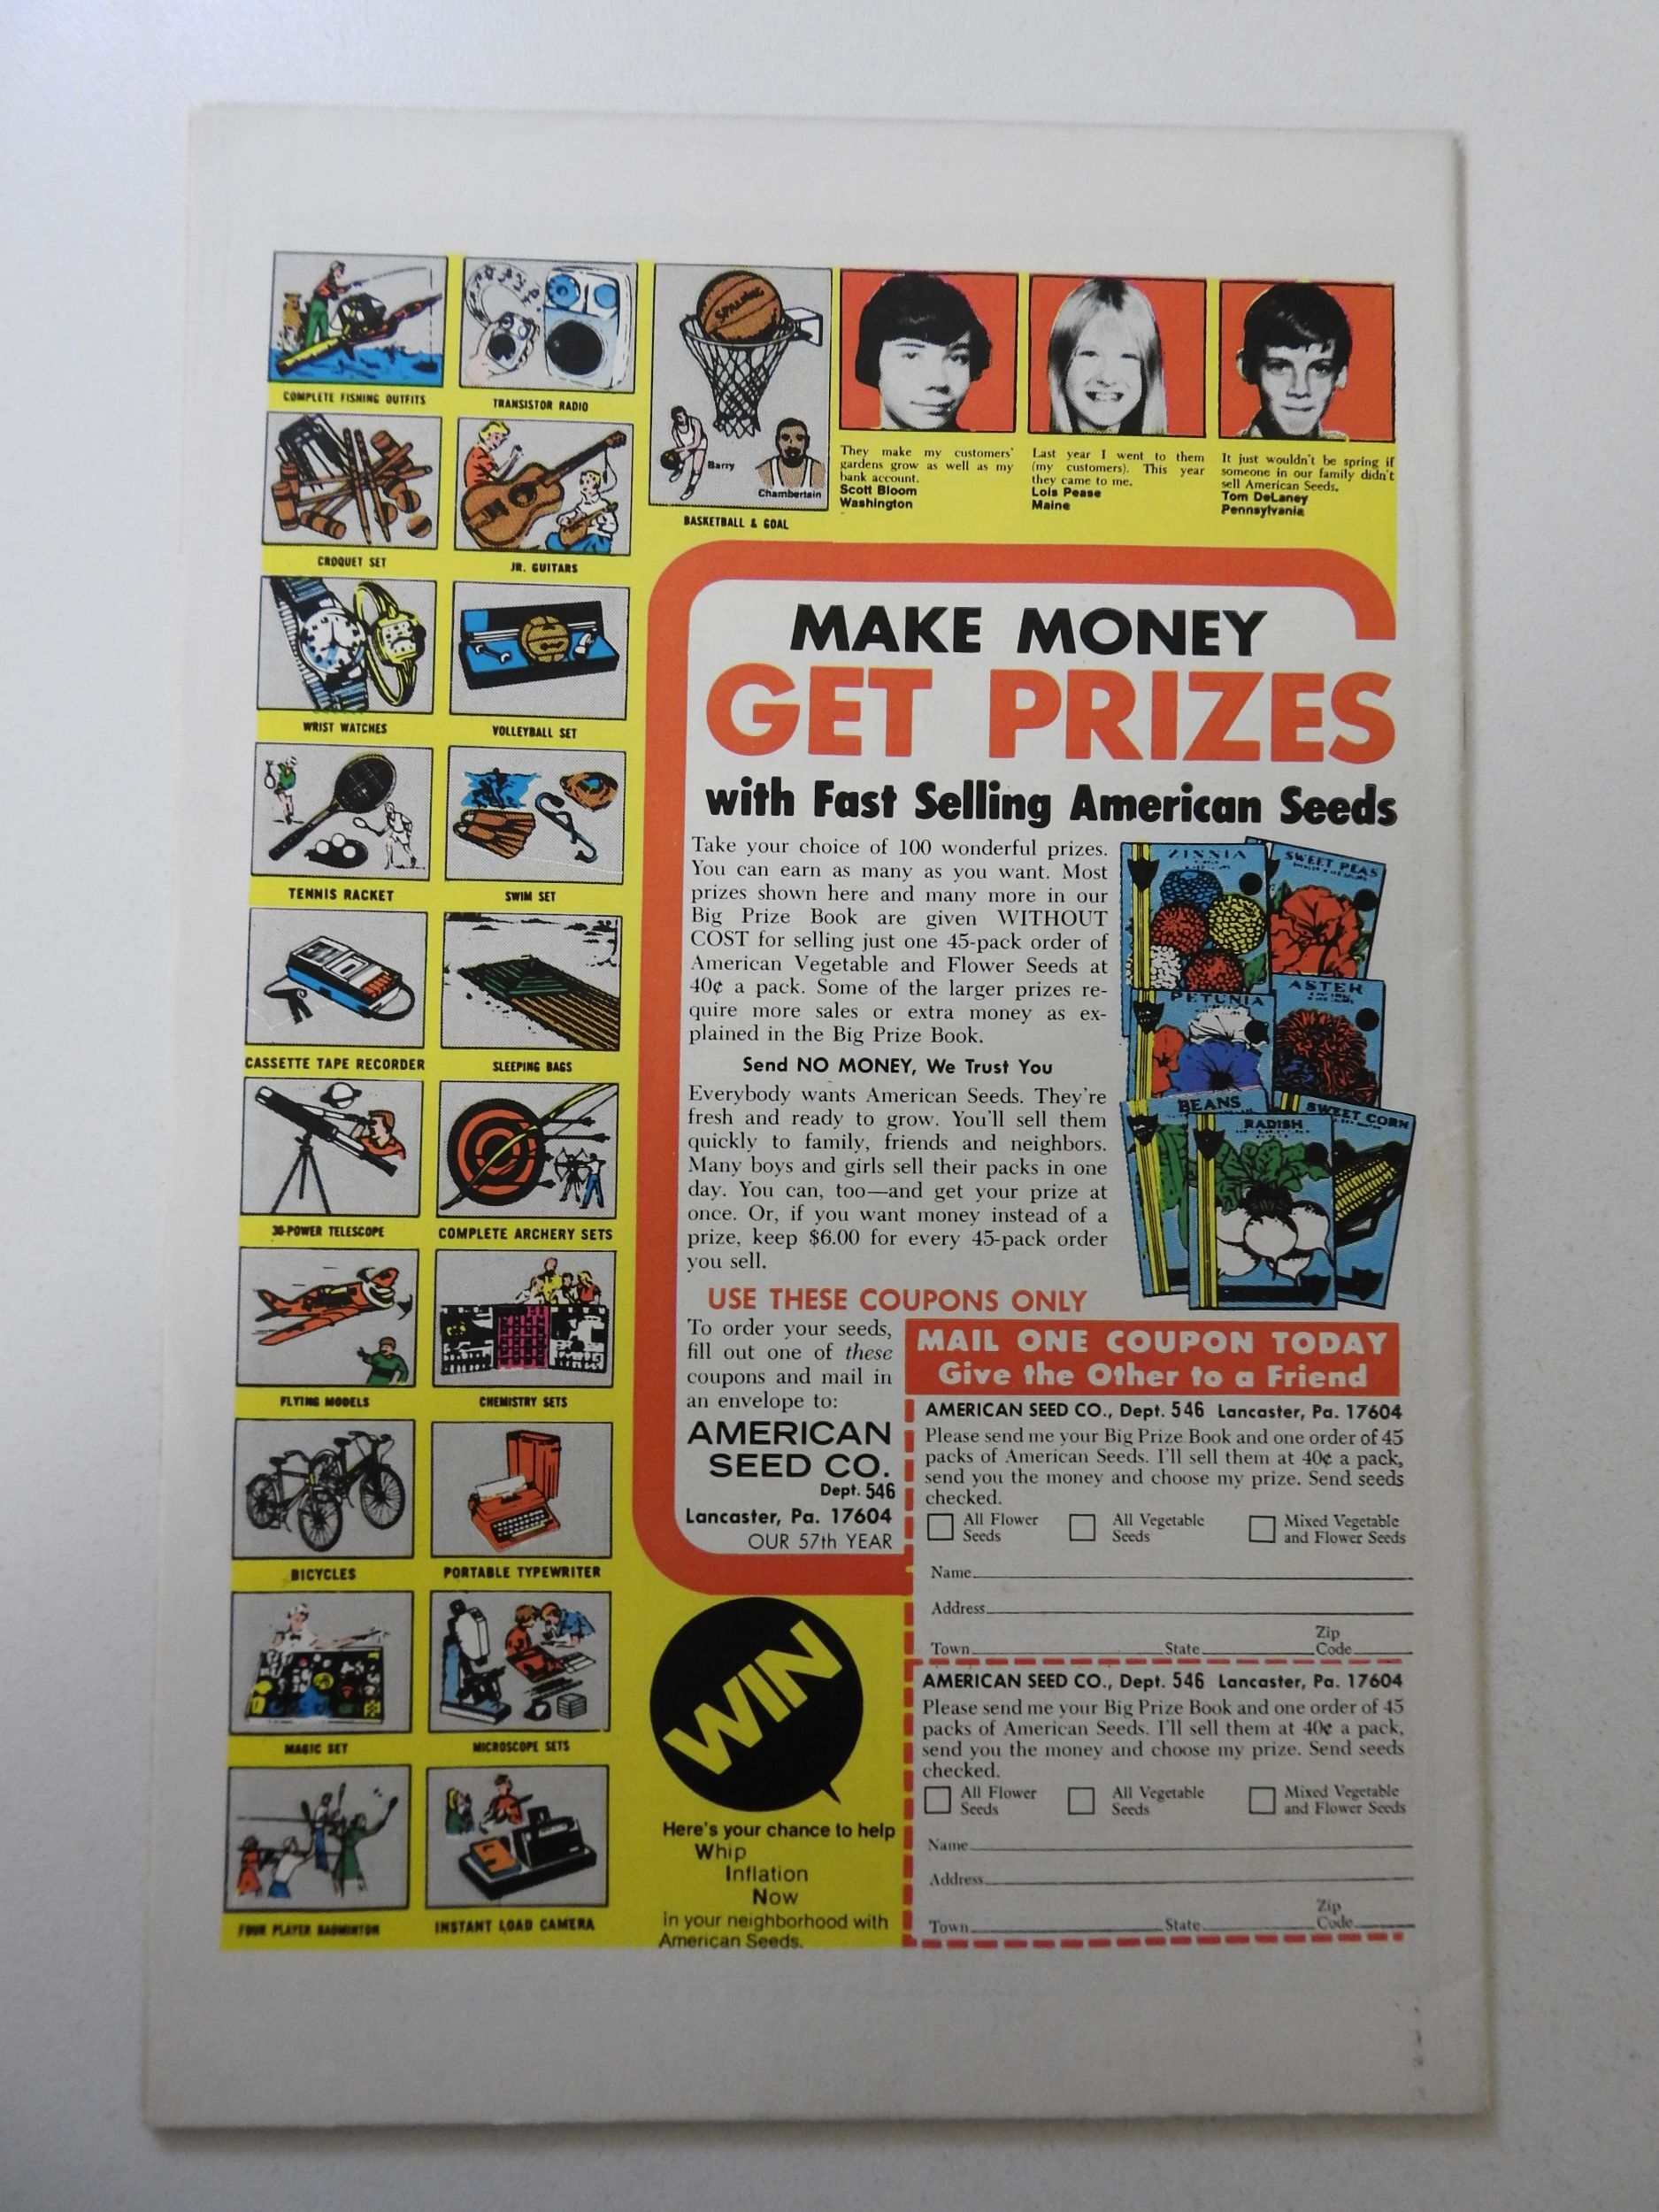 COMPLETE FISHING OUTFITS
TRANSISTOR RADIO
CROQUET SET
JR. GUITARS
WRIST WATCHES
VOLLEYBALL SET
TENNIS RACKET
SWIM SET
CASSETTE TAPE RECORDER
SLEEPING BAGS
30-POWER TELESCOPE
COMPLETE ARCHERY SETS
FLYING MODELS
CHEMISTRY SETS
BICYCLES
PORTABLE TYPEWRITER
MAGIC SET
MICROSCOPE SETS
FOUR PLAYER BADMINTON
INSTANT LOAD CAMERA
SPALDING
Barry
Chamberlain
BASKETBALL & GOAL
They make my customers'
gardens grow as well as my
bank account.
Scott Bloom
Washington
Last year I went to them
(my customers). This year
they came to me.
Lois Pease
Maine
It just wouldn't be spring if
someone in our family didn't
sell American Seeds.
Tom DeLaney
Pennsylvania
MAKE MONEY
GET PRIZES
with Fast Selling American Seeds
Take your choice of 100 wonderful prizes.
You can earn as many as you want. Most
prizes shown here and many more in our
Big Prize Book are given WITHOUT
COST for selling just one 45-pack order of
American Vegetable and Flower Seeds at
40¢ a pack. Some of the larger prizes re-
quire more sales or extra money as ex-
plained in the Big Prize Book.
Send NO MONEY, We Trust You
Everybody wants American Seeds. They're
fresh and ready to grow. You'll sell them
quickly to family, friends and neighbors.
Many boys and girls sell their packs in one
day. You can, too—and get your prize at
once. Or, if you want money instead of a
prize, keep $6.00 for every 45-pack order
you sell.
ZINNIA
SWEET PEAS
PETUNIA
ASTER
BEANS
SWEET CORN
RADISH
USE THESE COUPONS ONLY
To order your seeds,
fill out one of these
coupons and mail in
an envelope to:
AMERICAN
SEED CO.
Dept. 546
Lancaster, Pa. 17604
OUR 57th YEAR
MAIL ONE COUPON TODAY
Give the Other to a Friend
AMERICAN SEED CO., Dept. 546 Lancaster, Pa. 17604
Please send me your Big Prize Book and one order of 45
packs of American Seeds. I'll sell them at 40¢ a pack,
send you the money and choose my prize. Send seeds
checked.
All Flower Seeds
All Vegetable Seeds
Mixed Vegetable and Flower Seeds
Name
Address
Town State Zip Code
AMERICAN SEED CO., Dept. 546 Lancaster, Pa. 17604
Please send me your Big Prize Book and one order of 45
packs of American Seeds. I'll sell them at 40¢ a pack,
send you the money and choose my prize. Send seeds
checked.
All Flower Seeds
All Vegetable Seeds
Mixed Vegetable and Flower Seeds
Name
Address
Town State Zip Code
WIN
Here's your chance to help
Whip
Inflation
Now
in your neighborhood with
American Seeds.